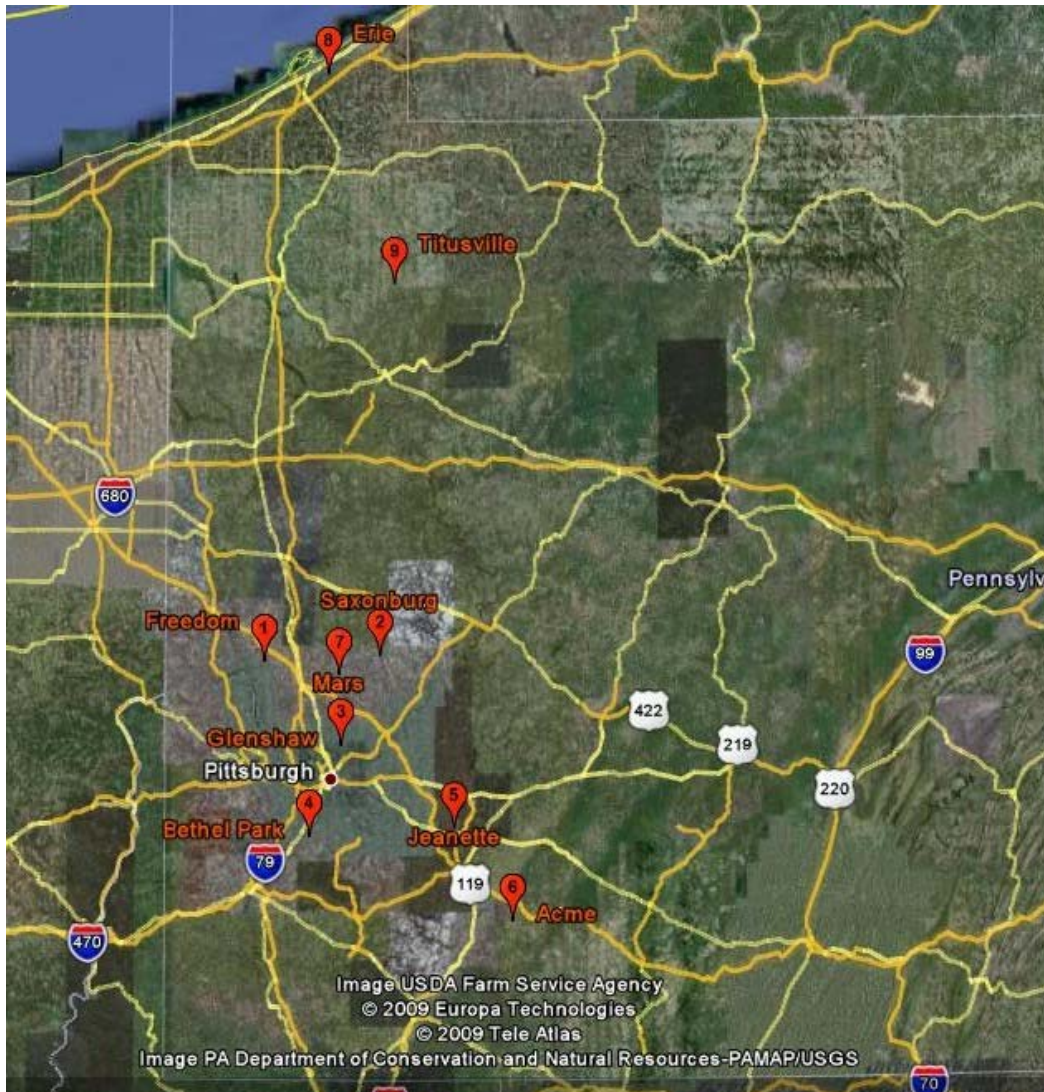 8 Erie
9 Titusville
680
Pennsylv
Saxonburg
Freedom 1 2
7
99
Mars
422
3
Glenshaw
219
Pittsburgh
220
4 5
Bethel Park Jeanette
79
119 6
Acme
470
Image USDA Farm Service Agency
© 2009 Europa Technologies
© 2009 Tele Atlas
Image PA Department of Conservation and Natural Resources-PAMAP/USGS
70